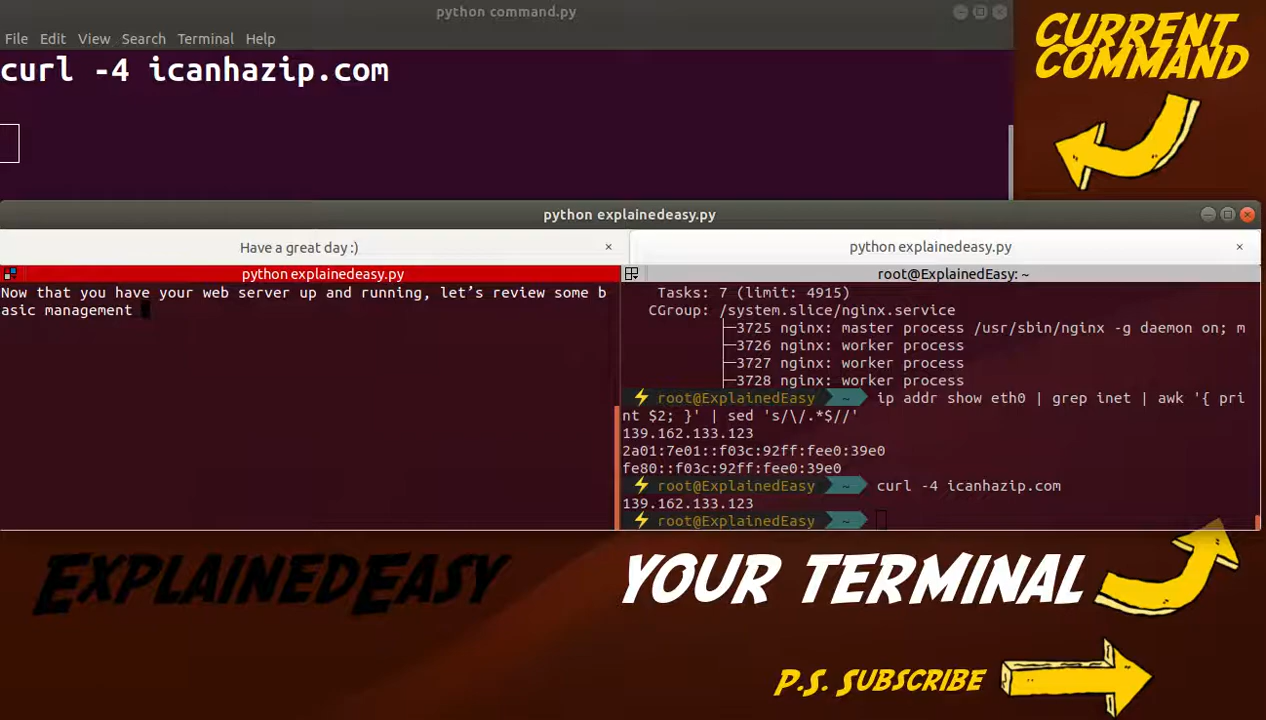 python command.py
File Edit View Search Terminal Help
curl -4 icanhazip.com
CURRENT
COMMAND
python explainedeasy.py
Have a great day :)
×
python explainedeasy.py
×
python explainedeasy.py
Now that you have your web server up and running, let’s review some b
asic management
root@ExplainedEasy: ~
Tasks: 7 (limit: 4915)
CGroup: /system.slice/nginx.service
├─3725 nginx: master process /usr/sbin/nginx -g daemon on; m
├─3726 nginx: worker process
├─3727 nginx: worker process
├─3728 nginx: worker process
⚡ root@ExplainedEasy ~ ip addr show eth0 | grep inet | awk '{ pri
nt $2; }' | sed 's/\/.*$//'
139.162.133.123
2a01:7e01::f03c:92ff:fee0:39e0
fe80::f03c:92ff:fee0:39e0
⚡ root@ExplainedEasy ~ curl -4 icanhazip.com
139.162.133.123
⚡ root@ExplainedEasy ~
EXPLAINEDEASY
YOUR TERMINAL
P.S. SUBSCRIBE